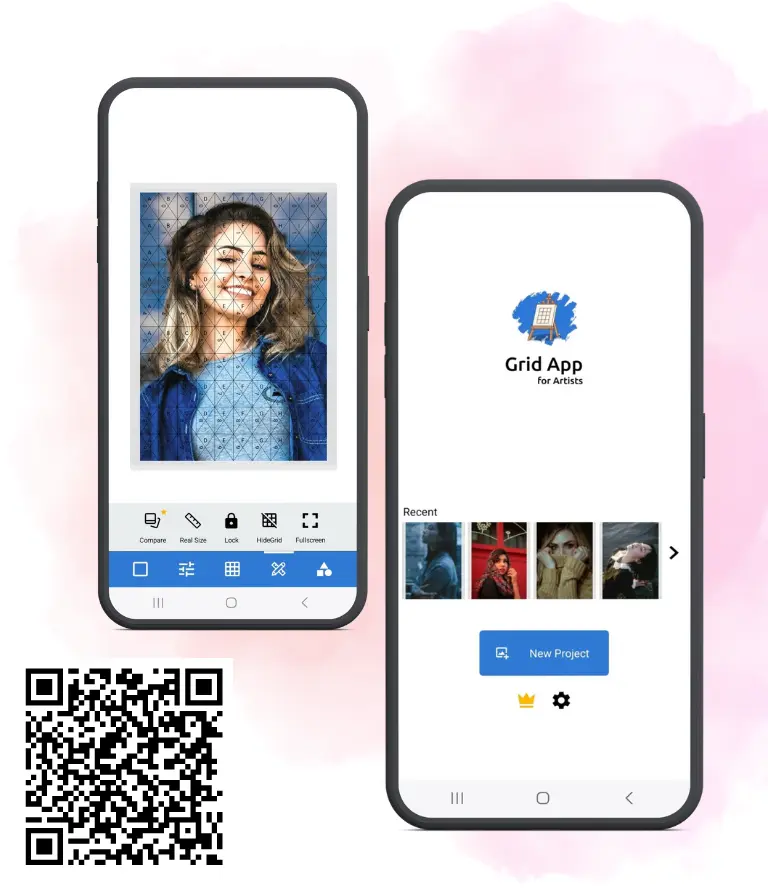 Compare
Real Size
Lock
HideGrid
Fullscreen
Grid App
for Artists
Recent
New Project